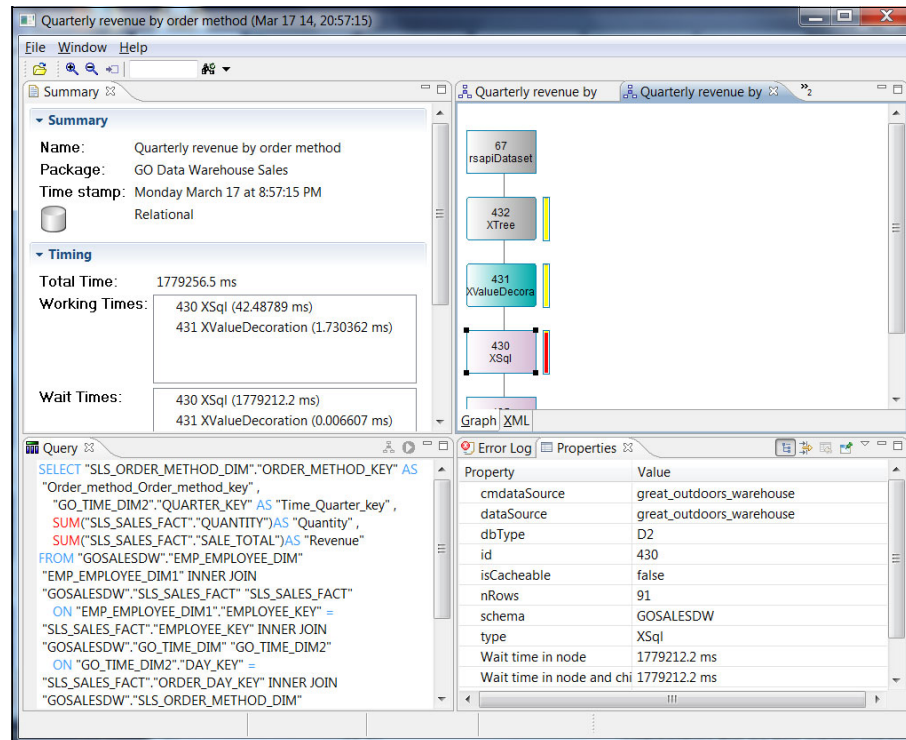 Quarterly revenue by order method (Mar 17 14, 20:57:15)
File Window Help
Summary
Summary
Name: Quarterly revenue by order method
Package: GO Data Warehouse Sales
Time stamp: Monday March 17 at 8:57:15 PM
Relational
Timing
Total Time: 1779256.5 ms
Working Times: 430 XSql (42.48789 ms)
431 XValueDecoration (1.730362 ms)
Wait Times: 430 XSql (1779212.2 ms)
431 XValueDecoration (0.006607 ms)
Quarterly revenue by Quarterly revenue by »2
67
rsapiDataset
432
XTree
431
XValueDecora
430
XSql
Graph XML
Query
SELECT "SLS_ORDER_METHOD_DIM"."ORDER_METHOD_KEY" AS
"Order_method_Order_method_key" ,
"GO_TIME_DIM2"."QUARTER_KEY" AS "Time_Quarter_key" ,
SUM("SLS_SALES_FACT"."QUANTITY")AS "Quantity" ,
SUM("SLS_SALES_FACT"."SALE_TOTAL")AS "Revenue"
FROM "GOSALESDW"."EMP_EMPLOYEE_DIM"
"EMP_EMPLOYEE_DIM1" INNER JOIN
"GOSALESDW"."SLS_SALES_FACT" "SLS_SALES_FACT"
ON "EMP_EMPLOYEE_DIM1"."EMPLOYEE_KEY" =
"SLS_SALES_FACT"."EMPLOYEE_KEY" INNER JOIN
"GOSALESDW"."GO_TIME_DIM" "GO_TIME_DIM2"
ON "GO_TIME_DIM2"."DAY_KEY" =
"SLS_SALES_FACT"."ORDER_DAY_KEY" INNER JOIN
"GOSALESDW"."SLS_ORDER_METHOD_DIM"
Error Log Properties
Property Value
cmdataSource great_outdoors_warehouse
dataSource great_outdoors_warehouse
dbType D2
id 430
isCacheable false
nRows 91
schema GOSALESDW
type XSql
Wait time in node 1779212.2 ms
Wait time in node and chi 1779212.2 ms